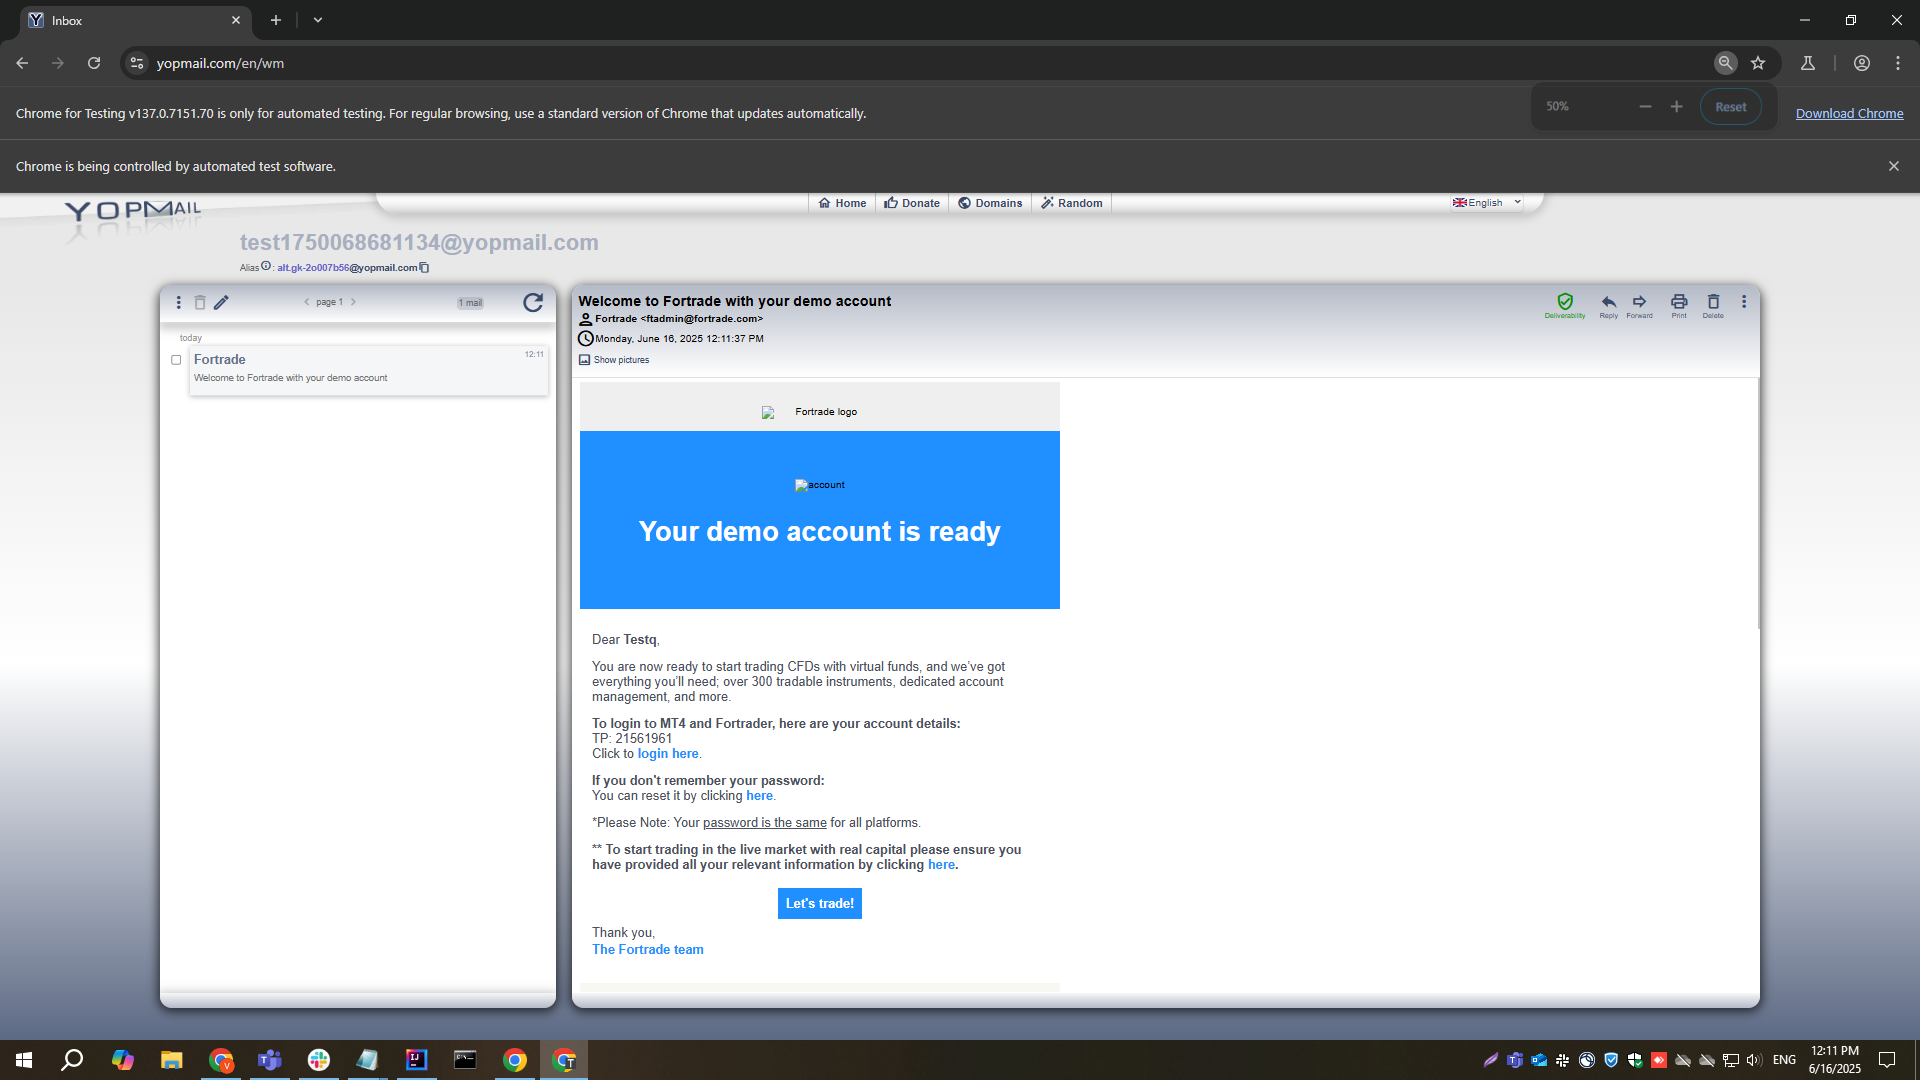 Inbox
yopmail.com/en/wm
Chrome for Testing v137.0.7151.70 is only for automated testing. For regular browsing, use a standard version of Chrome that updates automatically.
50%
Reset
Download Chrome
Chrome is being controlled by automated test software.
YOPMAIL
Home
Donate
Domains
Random
English
test1750068681134@yopmail.com
Alias : alt.gk-2o007b56@yopmail.com
page 1
1 mail
today
Fortrade
12:11
Welcome to Fortrade with your demo account
Welcome to Fortrade with your demo account
Fortrade <ftadmin@fortrade.com>
Monday, June 16, 2025 12:11:37 PM
Show pictures
Deliverability
Reply
Forward
Print
Delete
Fortrade logo
account
Your demo account is ready
Dear Testq,
You are now ready to start trading CFDs with virtual funds, and we've got
everything you'll need; over 300 tradable instruments, dedicated account
management, and more.
To login to MT4 and Fortrader, here are your account details:
TP: 21561961
Click to login here.
If you don't remember your password:
You can reset it by clicking here.
*Please Note: Your password is the same for all platforms.
** To start trading in the live market with real capital please ensure you
have provided all your relevant information by clicking here.
Let's trade!
Thank you,
The Fortrade team
ENG
12:11 PM
6/16/2025